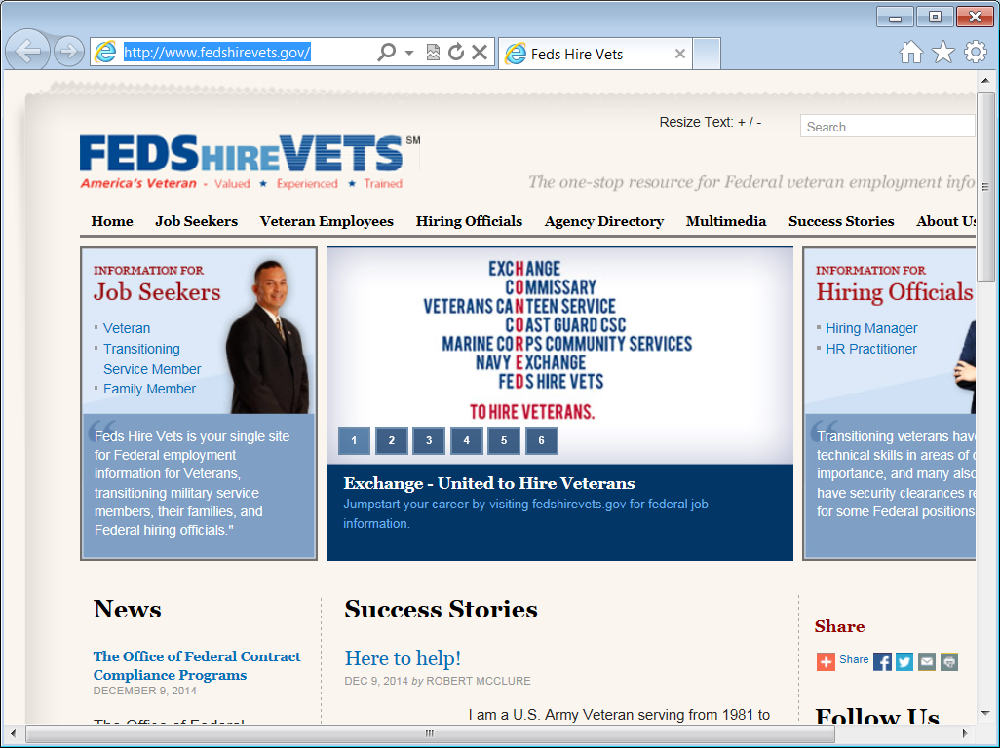 http://www.fedshirevets.gov/
Feds Hire Vets
Resize Text: + / -
Search...
FEDSHIREVETS SM
America's Veteran - Valued ★ Experienced ★ Trained
The one-stop resource for Federal veteran employment info
Home Job Seekers Veteran Employees Hiring Officials Agency Directory Multimedia Success Stories About Us
INFORMATION FOR
Job Seekers
Veteran
Transitioning
Service Member
Family Member
Feds Hire Vets is your single site
for Federal employment
information for Veterans,
transitioning military service
members, their families, and
Federal hiring officials."
EXCHANGE
COMMISSARY
VETERANS CANTEEN SERVICE
COAST GUARD CSC
MARINE CORPS COMMUNITY SERVICES
NAVY EXCHANGE
FEDS HIRE VETS
TO HIRE VETERANS.
1 2 3 4 5 6
Exchange - United to Hire Veterans
Jumpstart your career by visiting fedshirevets.gov for federal job
information.
INFORMATION FOR
Hiring Officials
Hiring Manager
HR Practitioner
Transitioning veterans have
technical skills in areas of
importance, and many also
have security clearances
for some Federal positions
News
The Office of Federal Contract
Compliance Programs
DECEMBER 9, 2014
The Office of Federal
Success Stories
Here to help!
DEC 9, 2014 by ROBERT MCCLURE
I am a U.S. Army Veteran serving from 1981 to
Share
Share
Follow Us